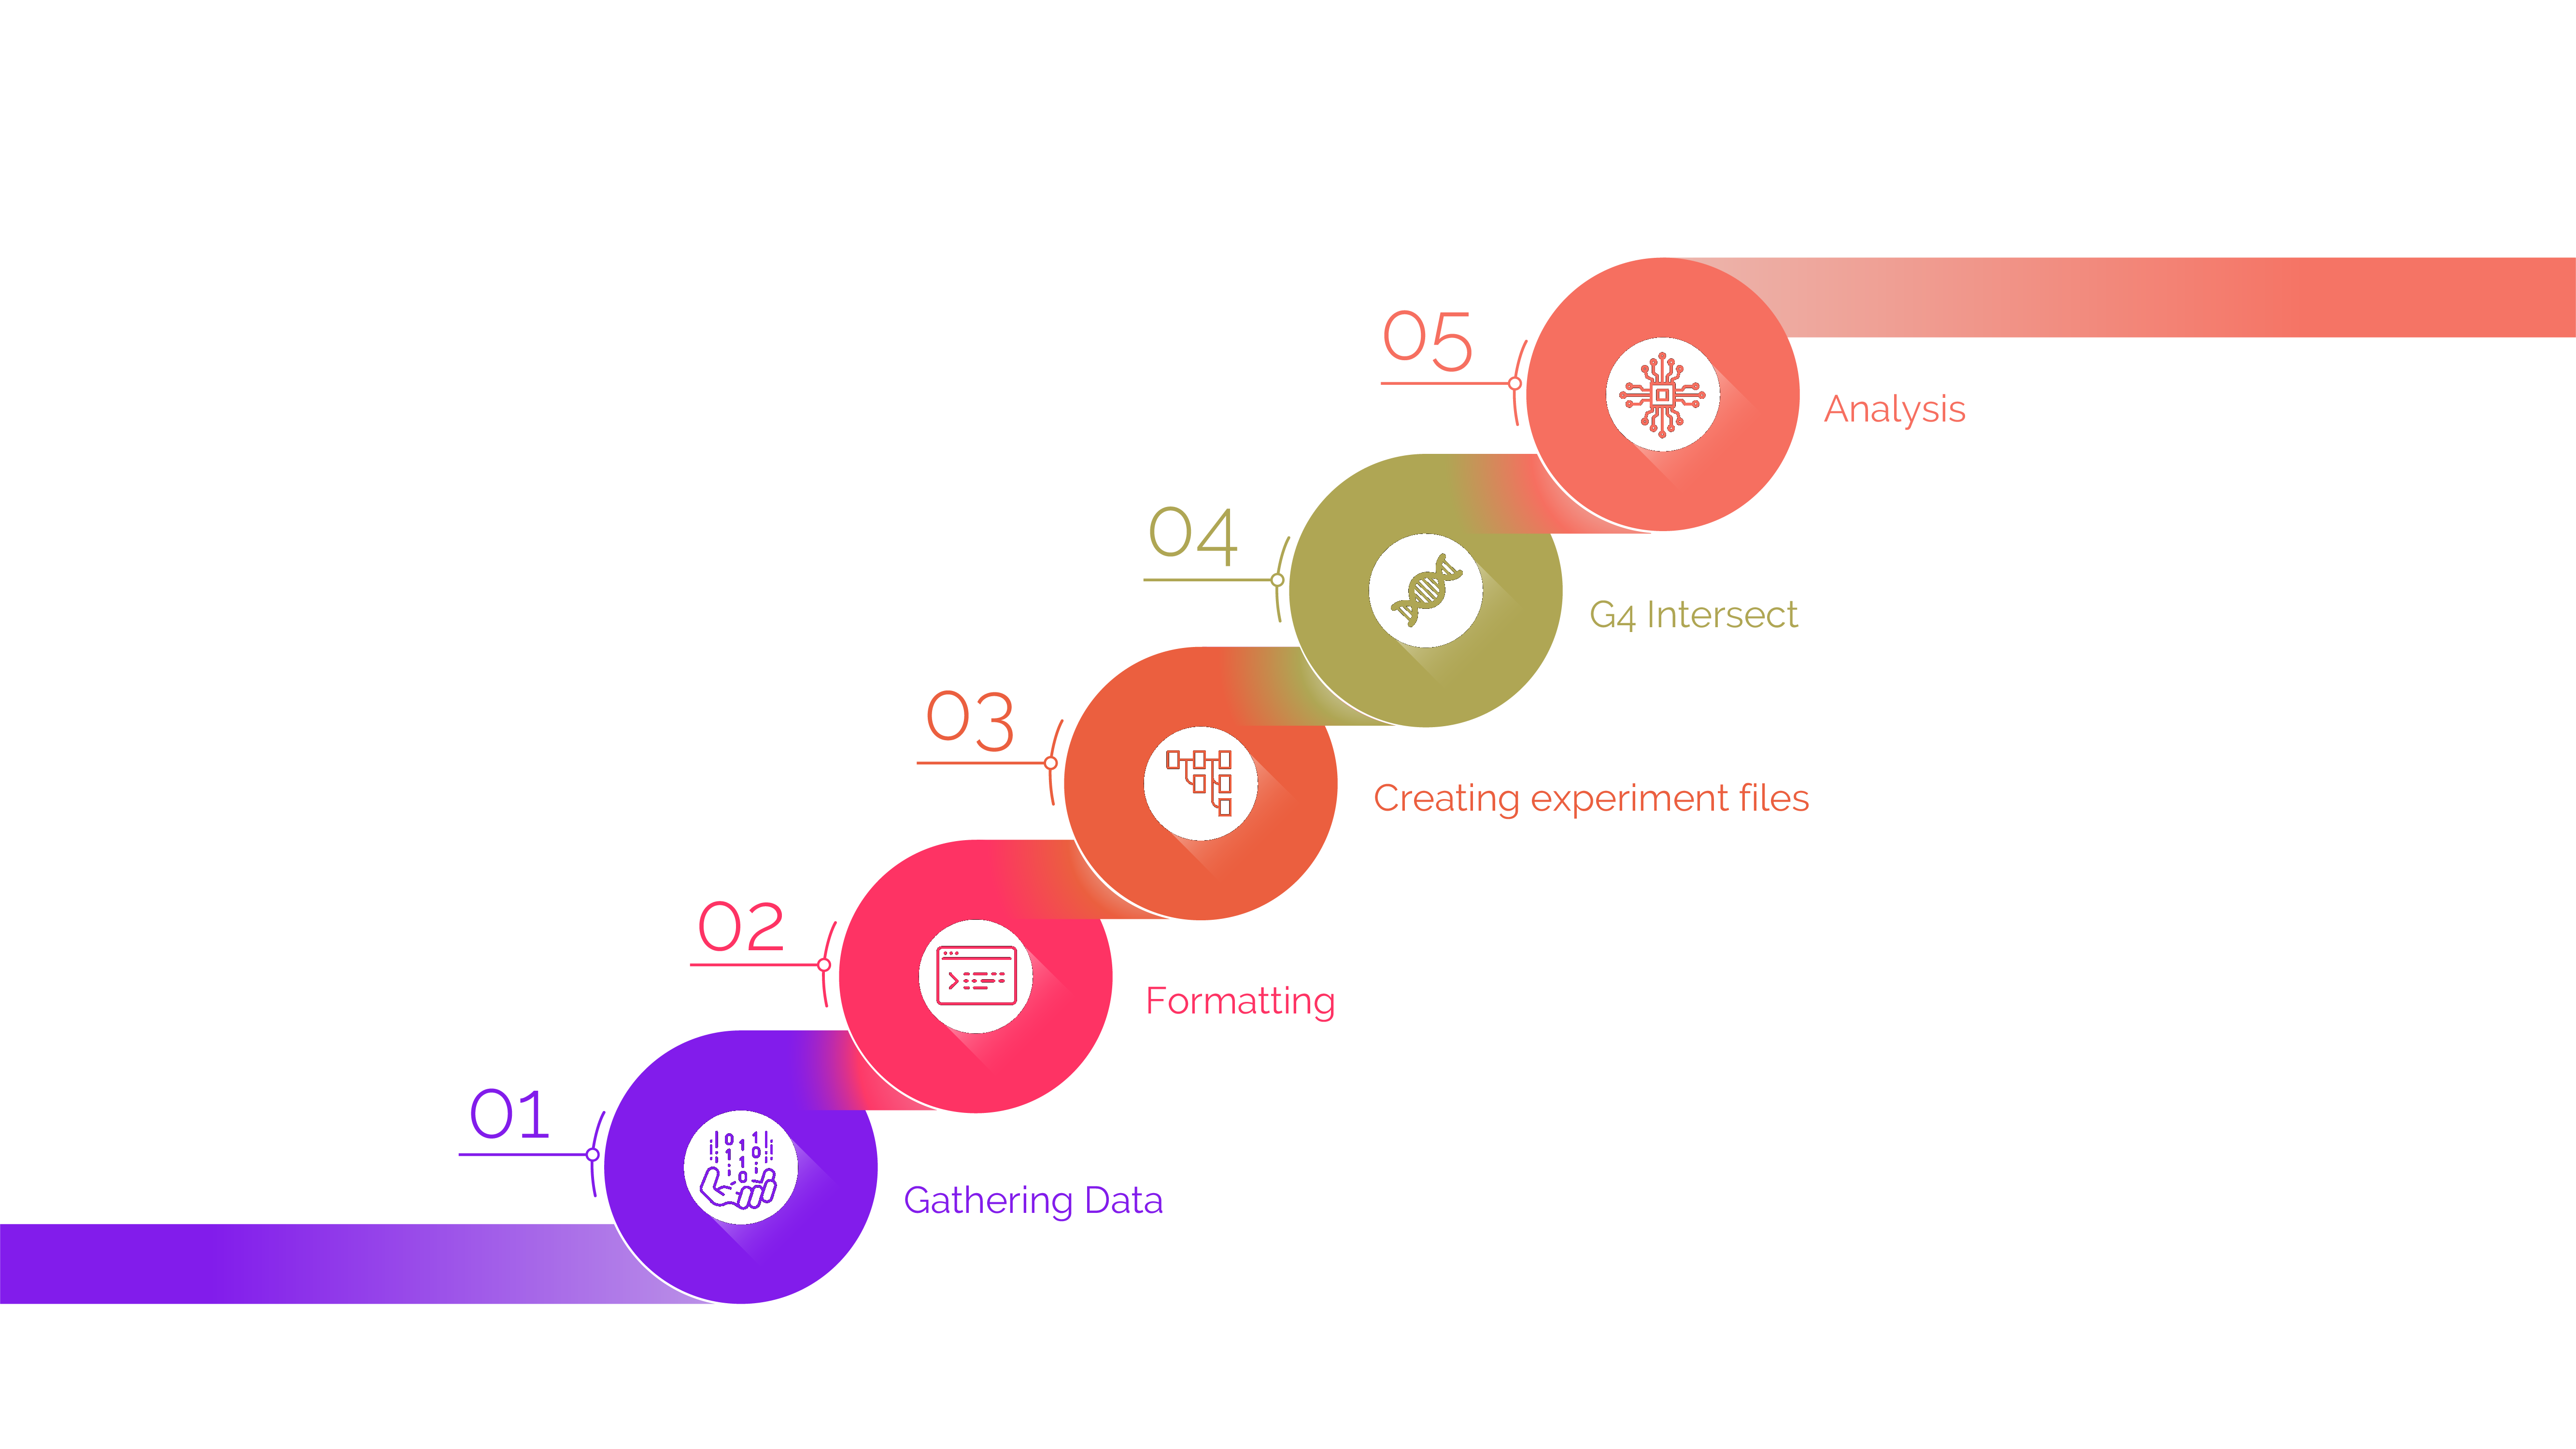 05
Analysis
04
G4 Intersect
03
Creating experiment files
02
Formatting
01
Gathering Data